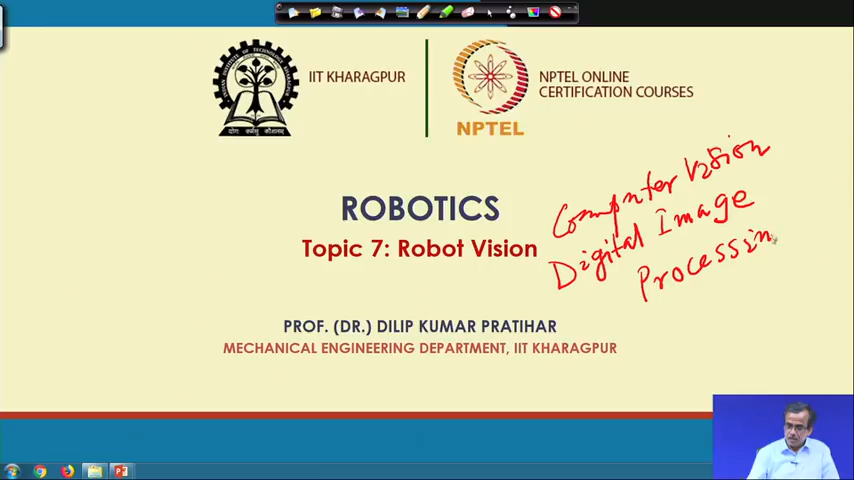 IIT KHARAGPUR
NPTEL ONLINE
CERTIFICATION COURSES
NPTEL
ROBOTICS
Topic 7: Robot Vision
Computer Vision
Digital Image
Processin
PROF. (DR.) DILIP KUMAR PRATIHAR
MECHANICAL ENGINEERING DEPARTMENT, IIT KHARAGPUR